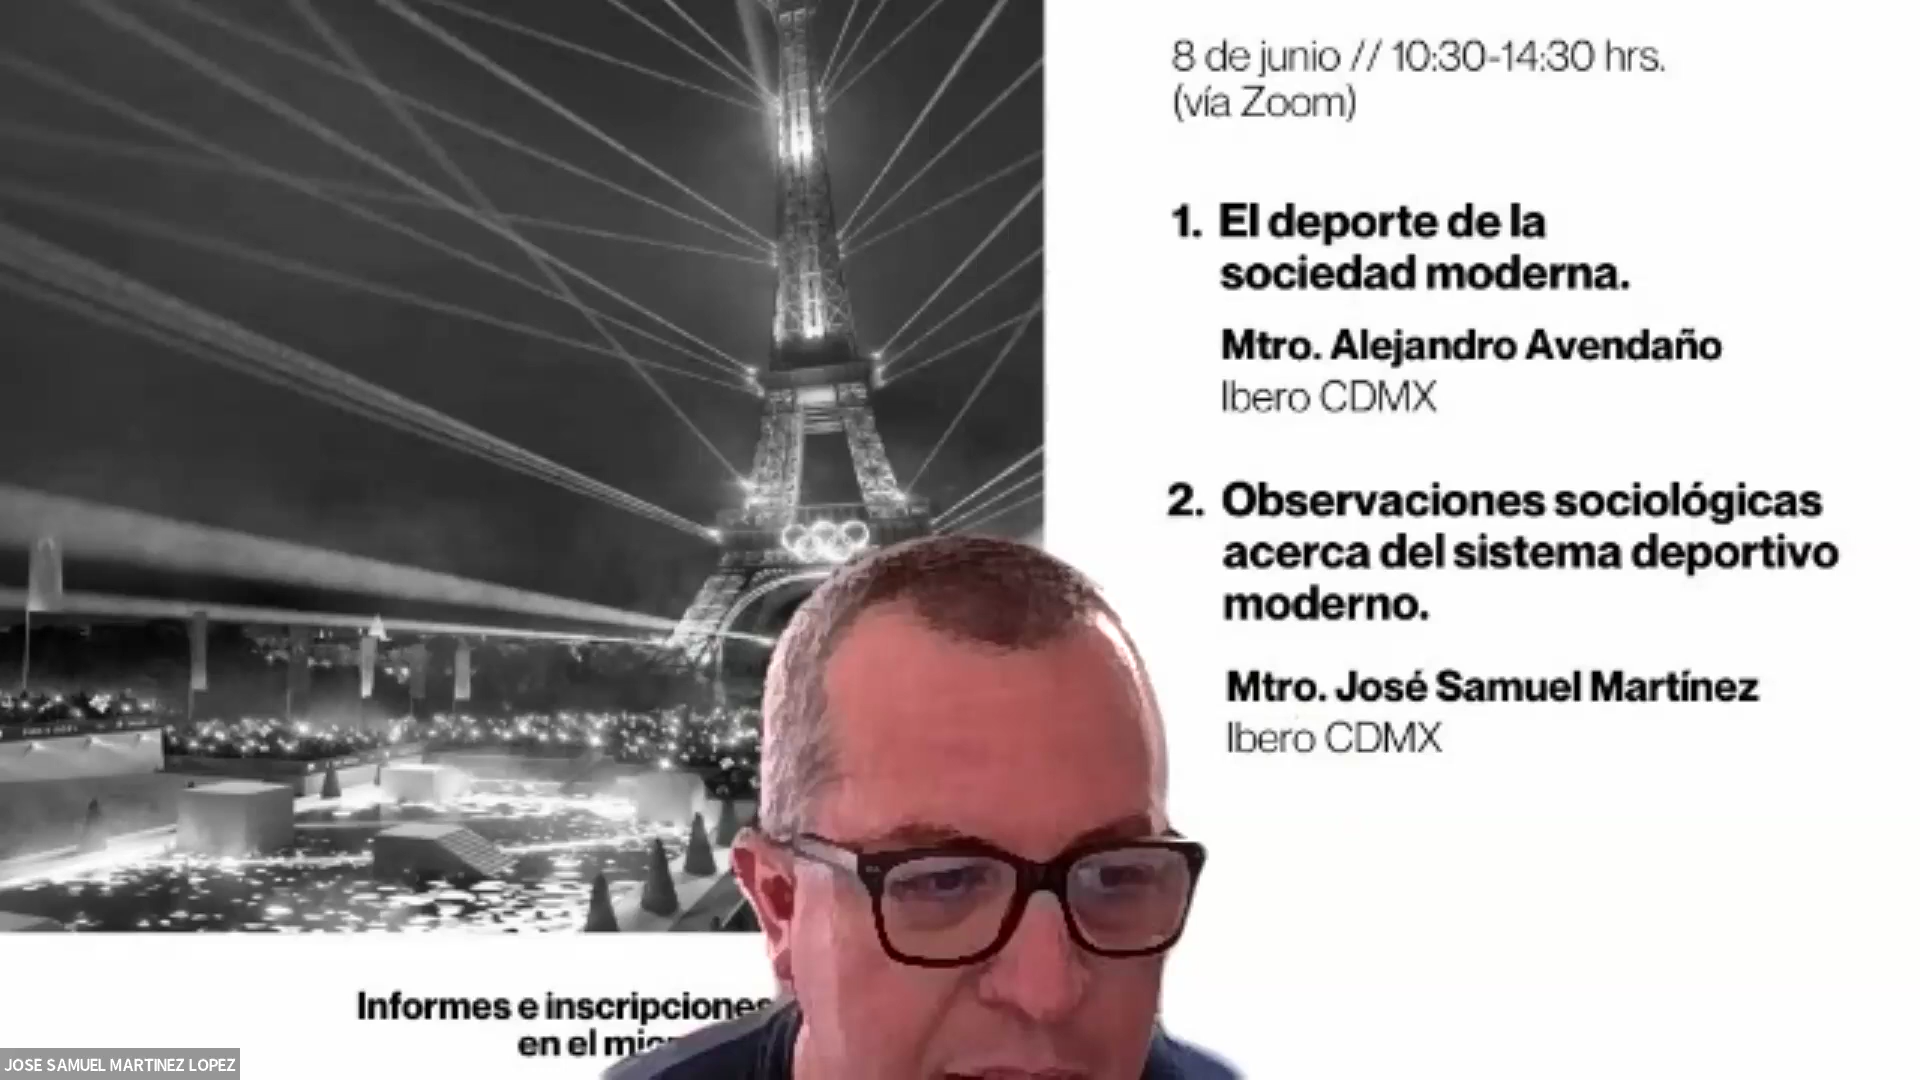 8 de junio // 10:30-14:30 hrs.
(vía Zoom)
1. El deporte de la
sociedad moderna.
Mtro. Alejandro Avendaño
Ibero CDMX
2. Observaciones sociológicas
acerca del sistema deportivo
moderno.
Mtro. José Samuel Martínez
Ibero CDMX
Informes e inscripciones
en el
JOSE SAMUEL MARTINEZ LOPEZ